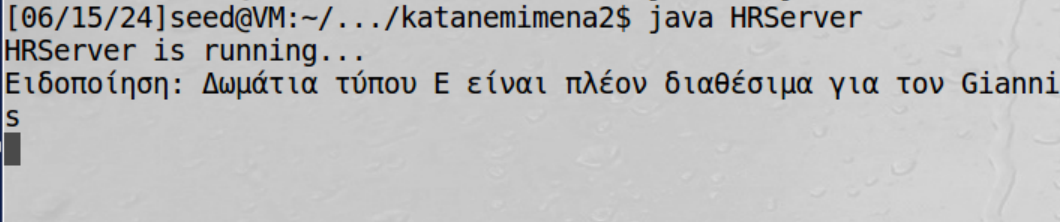 [06/15/24]seed@VM:~/.../katanemimena2$ java HRServer
HRServer is running...
Ειδοποίηση: Δωμάτια τύπου E είναι πλέον διαθέσιμα για τον Gianni
s